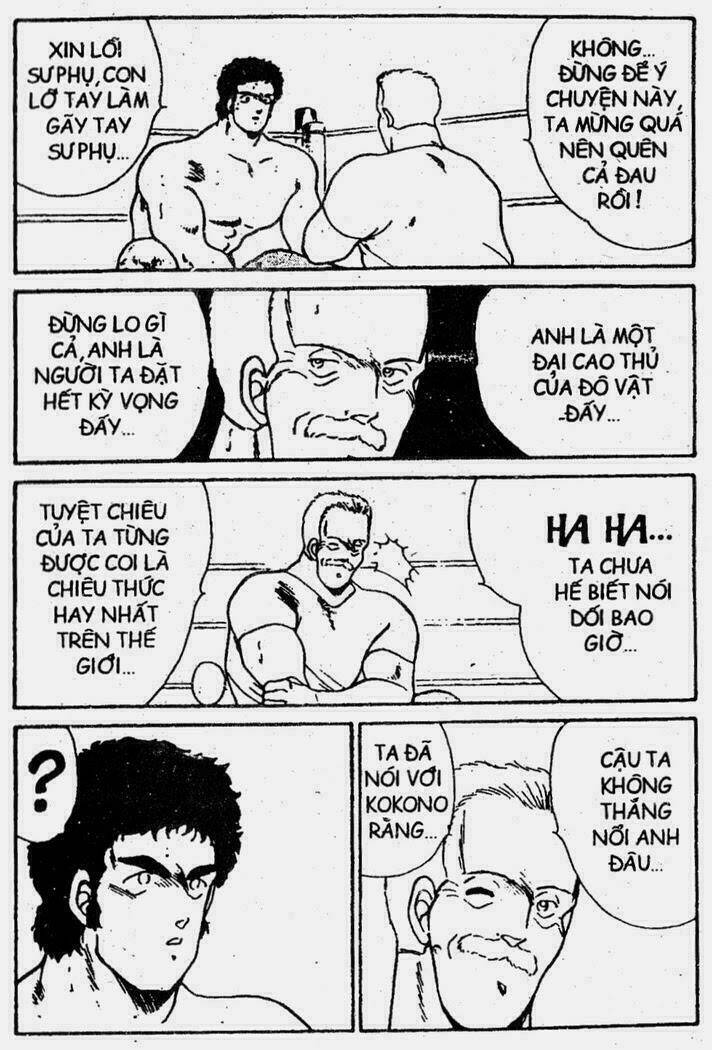 XIN LỖI
SƯ PHỤ, CON
LỠ TAY LÀM
GÃY TAY
SƯ PHỤ...
KHÔNG...
ĐỪNG ĐỂ Ý
CHUYỆN NÀY,
TA MỪNG QUÁ
NÊN QUÊN
CẢ ĐAU
RỒI!
ĐỪNG LO GÌ
CẢ, ANH LÀ
NGƯỜI TA ĐẶT
HẾT KỲ VỌNG
ĐẤY...
ANH LÀ MỘT
ĐẠI CAO THỦ
CỦA ĐÔ VẬT
ĐẤY...
TUYỆT CHIÊU
CỦA TA TỪNG
ĐƯỢC COI LÀ
CHIÊU THỨC
HAY NHẤT
TRÊN THẾ
GIỚI...
HA HA...
TA CHƯA
HỀ BIẾT NÓI
DỐI BAO
GIỜ...
?
TA ĐÃ
NÓI VỚI
KOKONO
RẰNG...
CẬU TA
KHÔNG
THẮNG
NỔI ANH
ĐÂU...